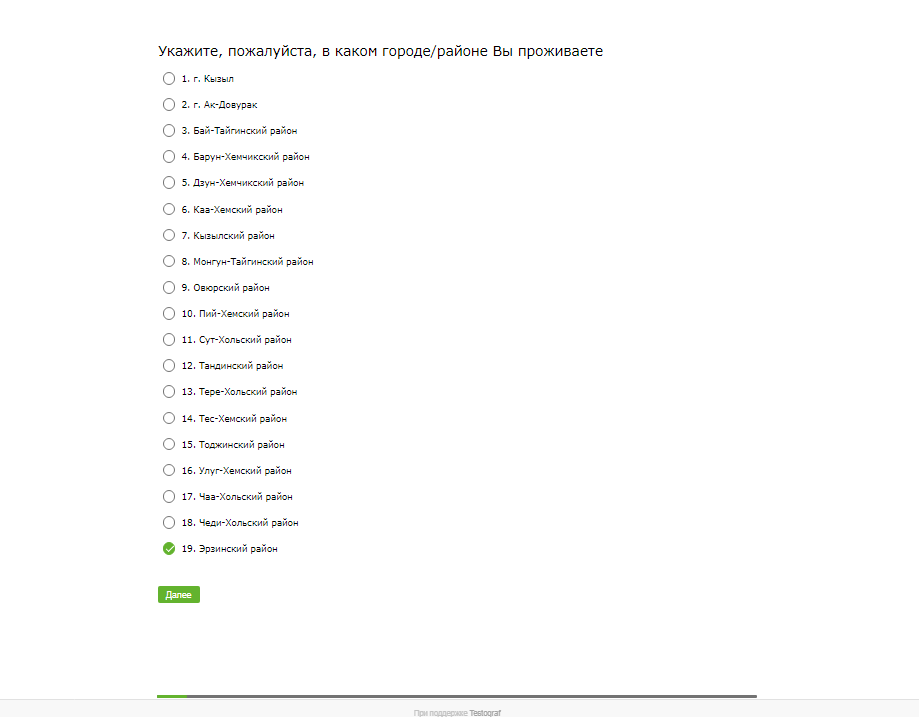 Укажите, пожалуйста, в каком городе/районе Вы проживаете
1. г. Кызыл
2. г. Ак-Довурак
3. Бай-Тайгинский район
4. Барун-Хемчикский район
5. Дзун-Хемчикский район
6. Каа-Хемский район
7. Кызылский район
8. Монгун-Тайгинский район
9. Овюрский район
10. Пий-Хемский район
11. Сут-Хольский район
12. Тандинский район
13. Тере-Хольский район
14. Тес-Хемский район
15. Тоджинский район
16. Улуг-Хемский район
17. Чаа-Хольский район
18. Чеди-Хольский район
19. Эрзинский район
Далее
При поддержке Testograf